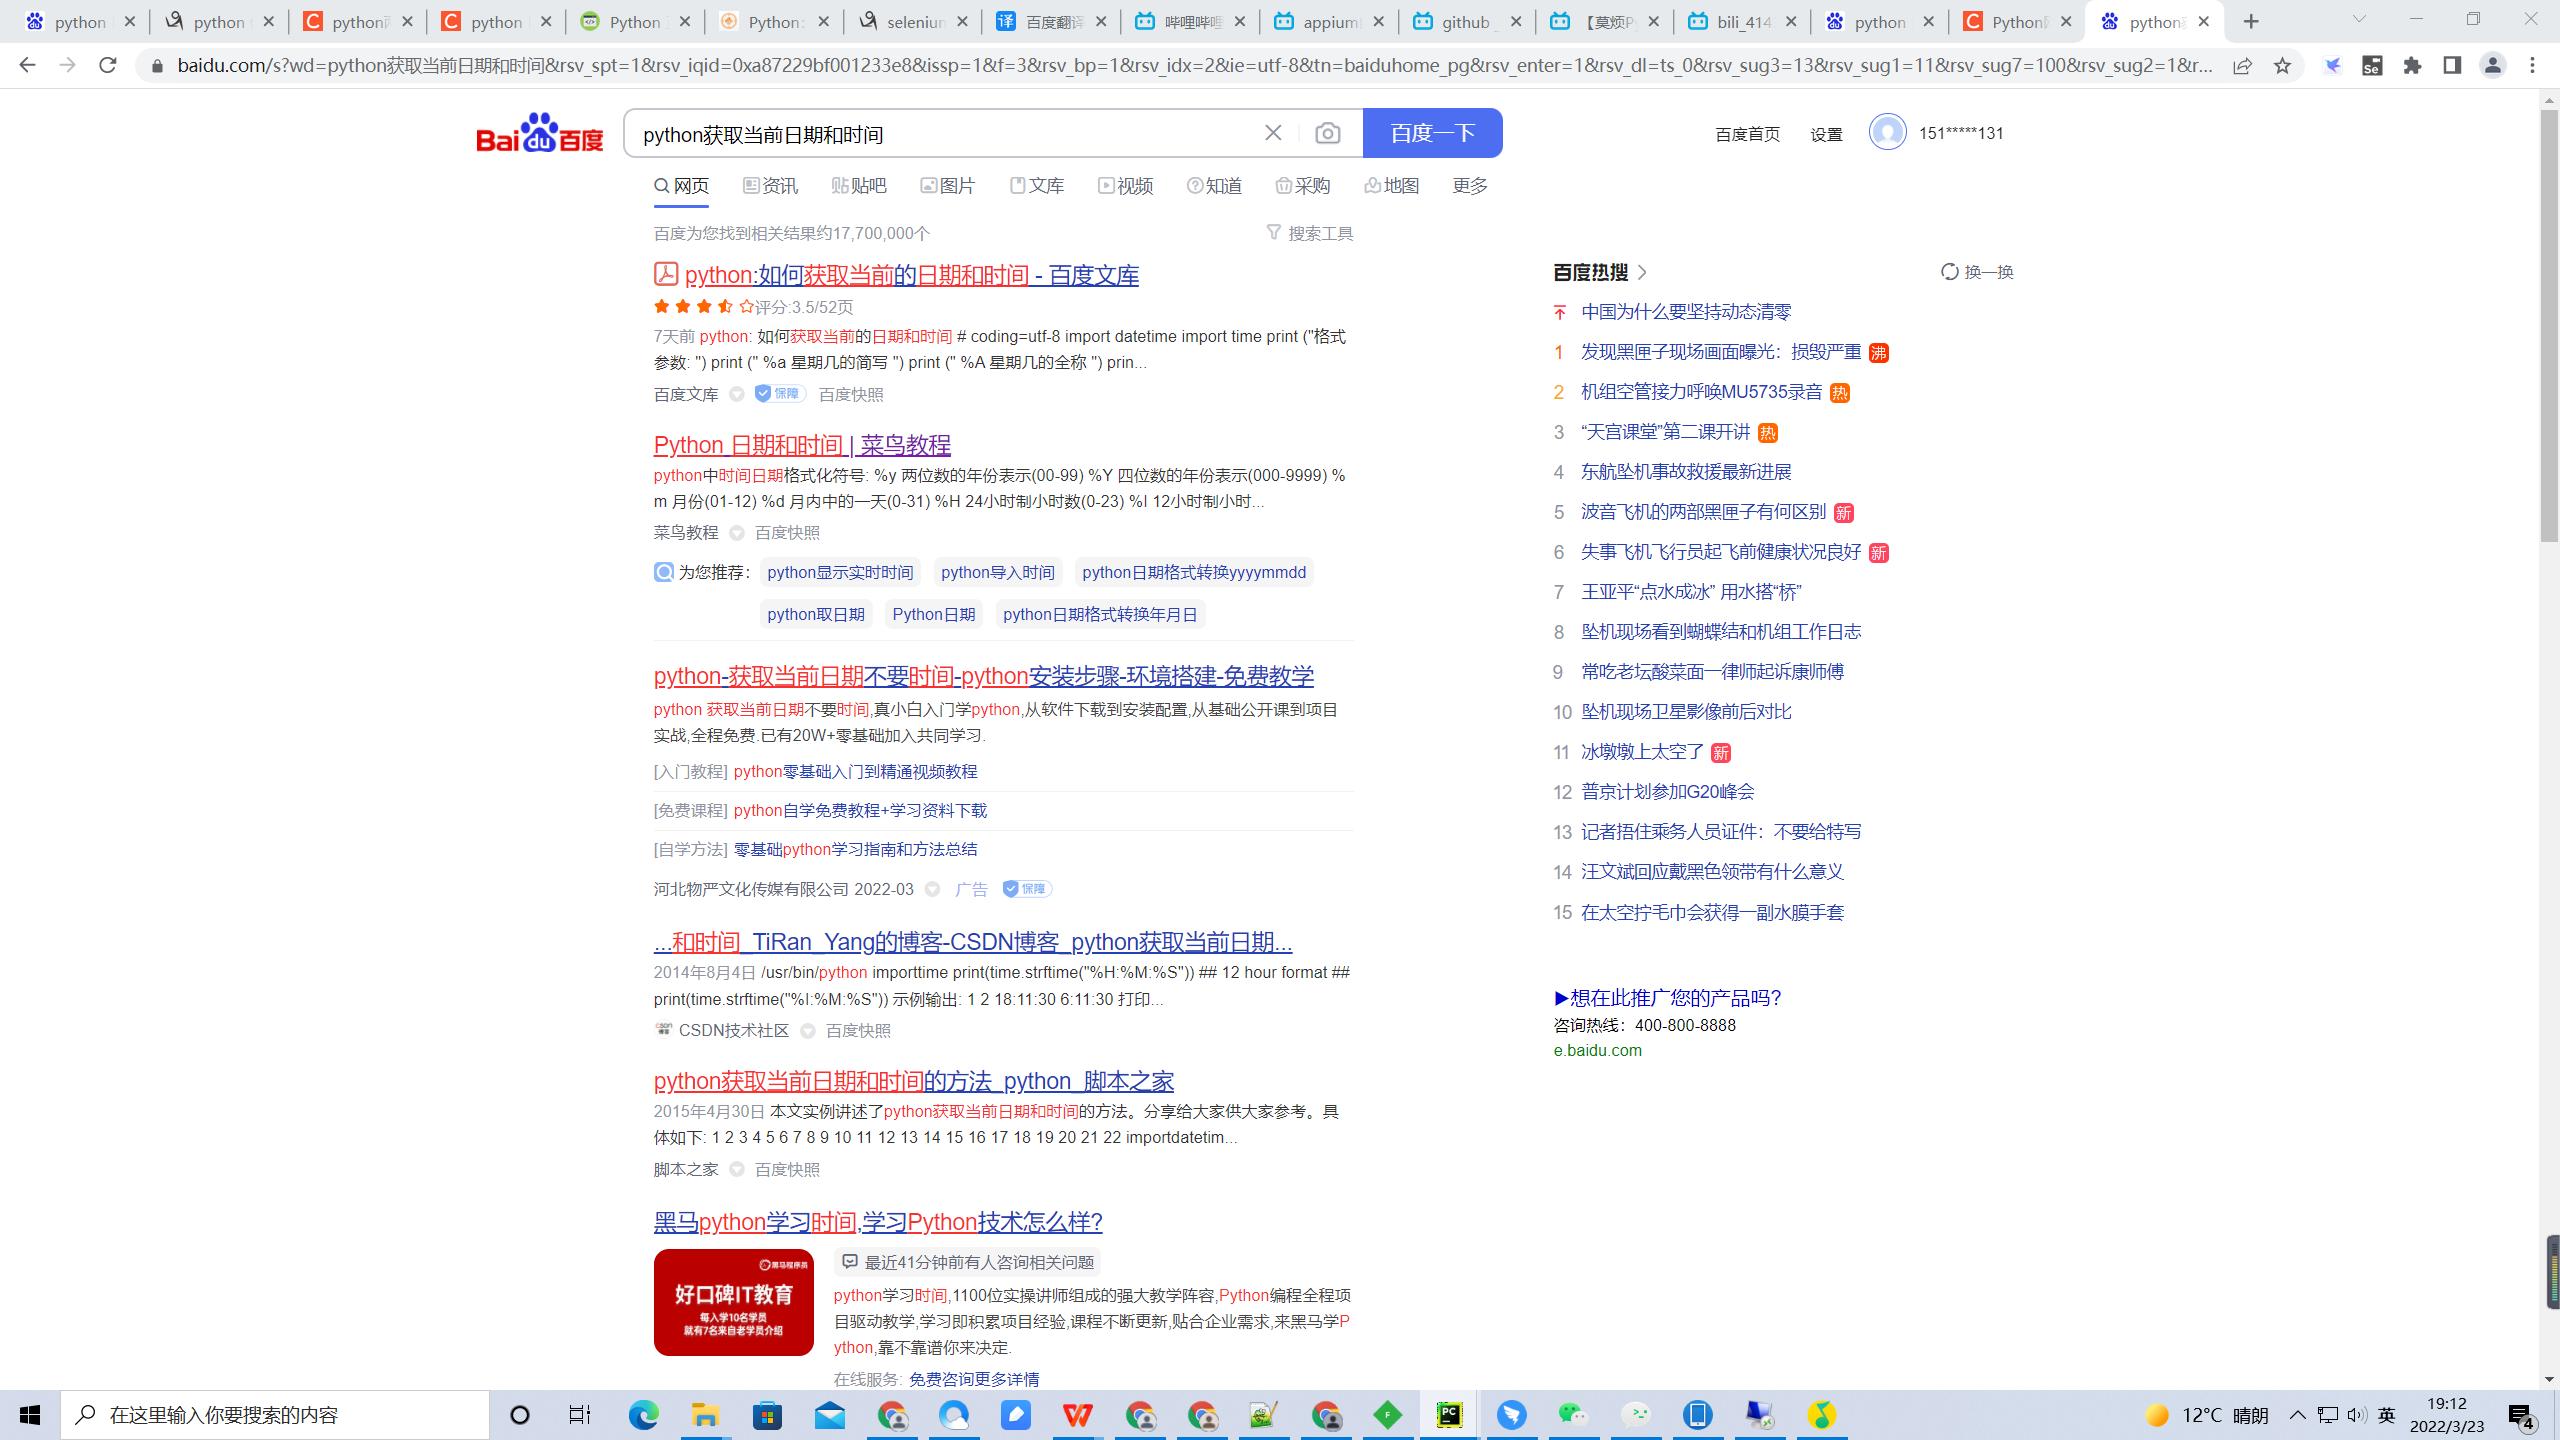 python
python
python两
python
Python
Python:
selenium
百度翻译
哔哩哔哩
appium
github
【莫烦Py
bili_414
python
Python
python获
baidu.com/s?wd=python获取当前日期和时间&rsv_spt=1&rsv_iqid=0xa87229bf001233e8&issp=1&f=3&rsv_bp=1&rsv_idx=2&ie=utf-8&tn=baiduhome_pg&rsv_enter=1&rsv_dl=ts_0&rsv_sug3=13&rsv_sug1=11&rsv_sug7=100&rsv_sug2=1&r...
Bai du 百度
python获取当前日期和时间
百度一下
百度首页 设置 151*****131
网页 资讯 贴吧 图片 文库 视频 知道 采购 地图 更多
百度为您找到相关结果约17,700,000个 搜索工具
python:如何获取当前的日期和时间 - 百度文库
评分:3.5/52页
7天前 python: 如何获取当前的日期和时间 # coding=utf-8 import datetime import time print ("格式
参数: ") print (" %a 星期几的简写 ") print (" %A 星期几的全称 ") prin...
百度文库 保障 百度快照
Python 日期和时间 | 菜鸟教程
python中时间日期格式化符号: %y 两位数的年份表示(00-99) %Y 四位数的年份表示(000-9999) %
m 月份(01-12) %d 月内中的一天(0-31) %H 24小时制小时数(0-23) %I 12小时制小时...
菜鸟教程 百度快照
为您推荐: python显示实时时间 python导入时间 python日期格式转换yyyymmdd
python取日期 Python日期 python日期格式转换年月日
python-获取当前日期不要时间-python安装步骤-环境搭建-免费教学
python 获取当前日期不要时间,真小白入门学python,从软件下载到安装配置,从基础公开课到项目
实战,全程免费.已有20W+零基础加入共同学习.
[入门教程] python零基础入门到精通视频教程
[免费课程] python自学免费教程+学习资料下载
[自学方法] 零基础python学习指南和方法总结
河北物严文化传媒有限公司 2022-03 广告 保障
...和时间_TiRan_Yang的博客-CSDN博客_python获取当前日期...
2014年8月4日 /usr/bin/python importtime print(time.strftime("%H:%M:%S")) ## 12 hour format ##
print(time.strftime("%I:%M:%S")) 示例输出: 1 2 18:11:30 6:11:30 打印...
CSDN技术社区 百度快照
python获取当前日期和时间的方法_python_脚本之家
2015年4月30日 本文实例讲述了python获取当前日期和时间的方法。分享给大家供大家参考。具
体如下: 1 2 3 4 5 6 7 8 9 10 11 12 13 14 15 16 17 18 19 20 21 22 importdatetim...
脚本之家 百度快照
黑马python学习时间,学习Python技术怎么样?
黑马程序员
好口碑IT教育
每入学10名学员
就有7名来自老学员介绍
最近41分钟前有人咨询相关问题
python学习时间,1100位实操讲师组成的强大教学阵容,Python编程全程项
目驱动教学,学习即积累项目经验,课程不断更新,贴合企业需求,来黑马学P
ython,靠不靠谱你来决定.
在线服务: 免费咨询更多详情
百度热搜 换一换
中国为什么要坚持动态清零
1 发现黑匣子现场画面曝光：损毁严重 沸
2 机组空管接力呼唤MU5735录音 热
3 “天宫课堂”第二课开讲 热
4 东航坠机事故救援最新进展
5 波音飞机的两部黑匣子有何区别 新
6 失事飞机飞行员起飞前健康状况良好 新
7 王亚平“点水成冰” 用水搭“桥”
8 坠机现场看到蝴蝶结和机组工作日志
9 常吃老坛酸菜面一律师起诉康师傅
10 坠机现场卫星影像前后对比
11 冰墩墩上太空了 新
12 普京计划参加G20峰会
13 记者捂住乘务人员证件：不要给特写
14 汪文斌回应戴黑色领带有什么意义
15 在太空拧毛巾会获得一副水膜手套
▶想在此推广您的产品吗?
咨询热线：400-800-8888
e.baidu.com
在这里输入你要搜索的内容
12°C 晴朗
英
19:12
2022/3/23
4